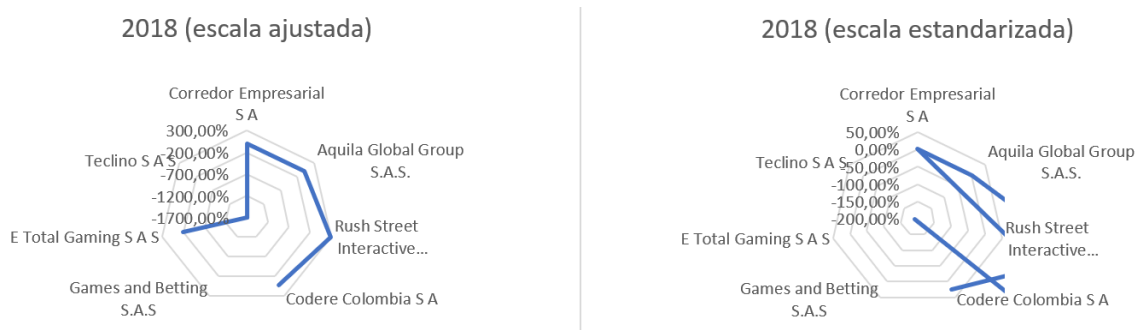 2018 (escala ajustada)
Corredor Empresarial
S A
300,00%
-200,00%
-700,00%
-1200,00%
-1700,00%
Aquila Global Group
S.A.S.
Rush Street
Interactive...
Codere Colombia S A
Games and Betting
S.A.S
E Total Gaming S A S
Teclino S A S
2018 (escala estandarizada)
Corredor Empresarial
S A
50,00%
0,00%
-50,00%
-100,00%
-150,00%
-200,00%
Aquila Global Group
S.A.S.
Rush Street
Interactive...
Codere Colombia S A
Games and Betting
S.A.S
E Total Gaming S A S
Teclino S A S